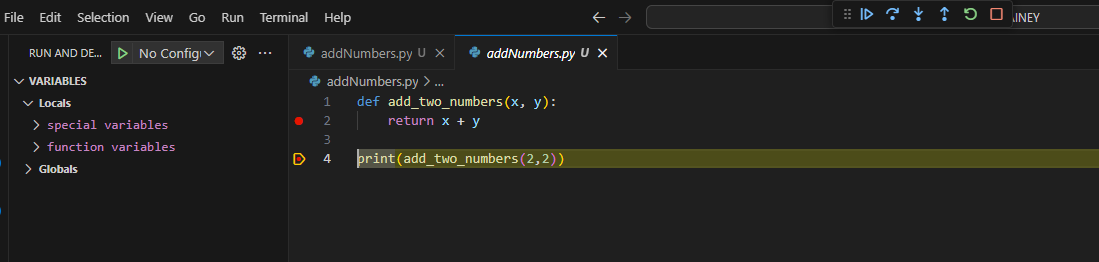 File Edit Selection View Go Run Terminal Help
AINEY
RUN AND DE... No Config
addNumbers.py U
addNumbers.py U
VARIABLES
addNumbers.py > ...
Locals
special variables
function variables
Globals
1 def add_two_numbers(x, y):
2 return x + y
3
4 print(add_two_numbers(2,2))